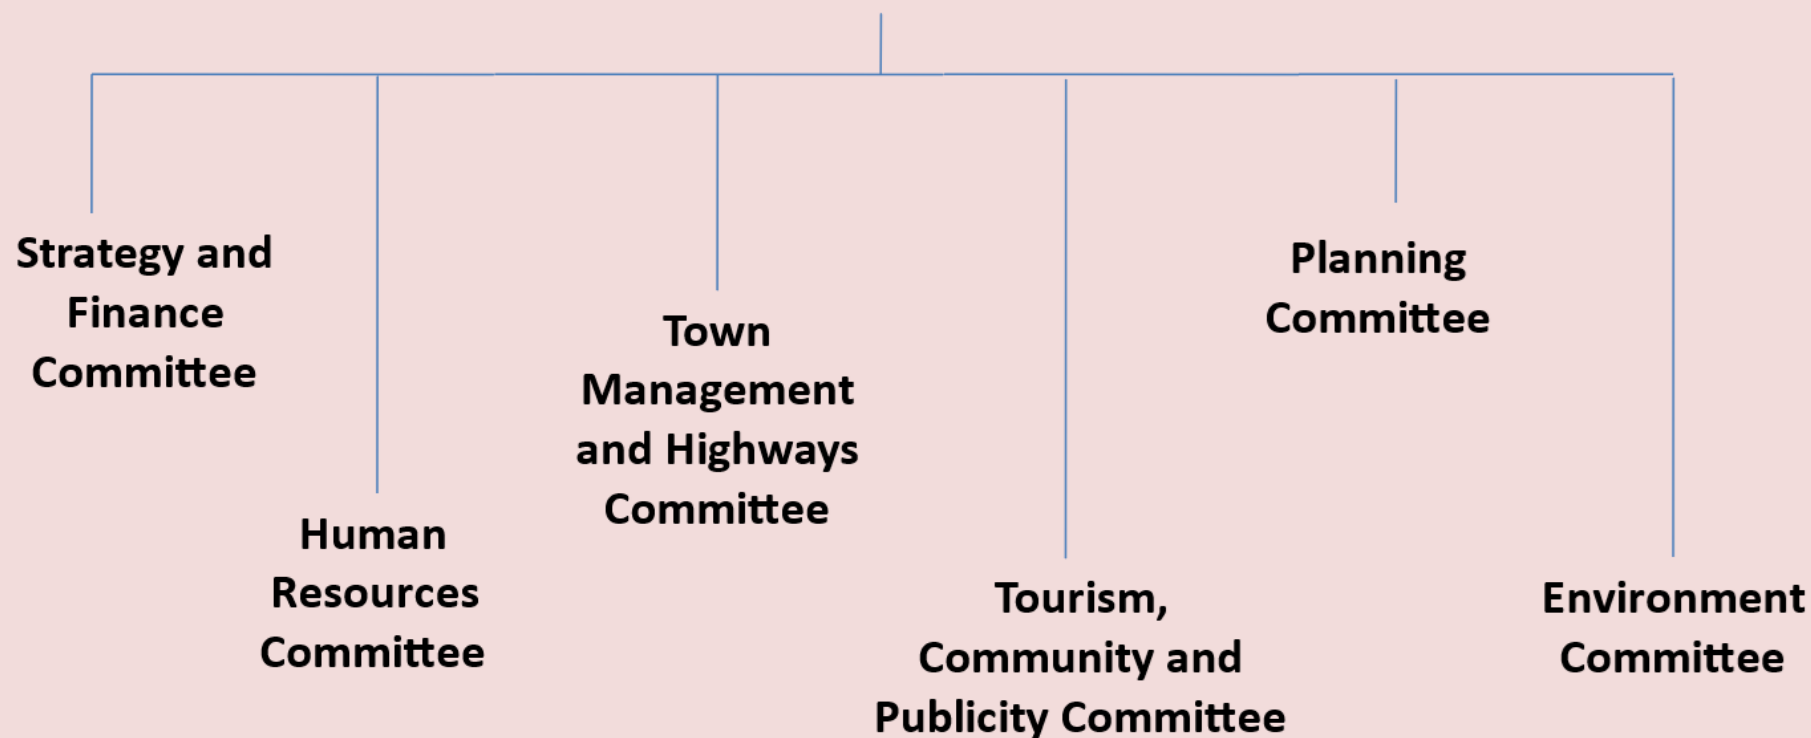 Strategy and
Finance
Committee
Human
Resources
Committee
Town
Management
and Highways
Committee
Tourism,
Community and
Publicity Committee
Planning
Committee
Environment
Committee